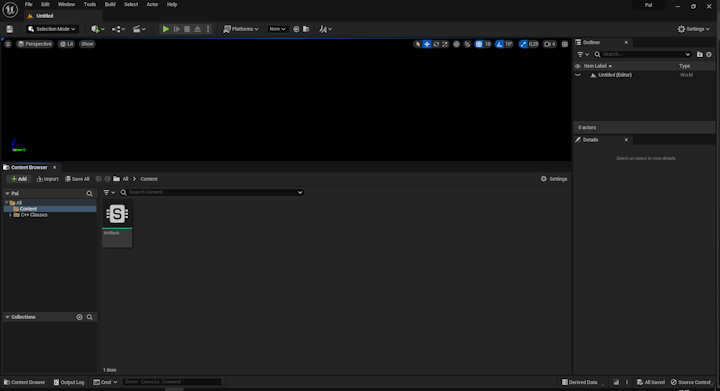 File Edit Window Tools Build Select Actor Help
Pal
Untitled
Selection Mode
Platforms
None
Settings
Perspective
Lit
Show
10
10°
0,25
4
Outliner
Search...
Item Label
Type
Untitled (Editor)
World
0 actors
Details
Select an object to view details.
Content Browser
Add
Import
Save All
All
Content
Settings
Pal
Search Content
All
Content
C++ Classes
Collections
1 item
Content Drawer
Output Log
Cmd
Enter Console Command
Derived Data
All Saved
Source Control